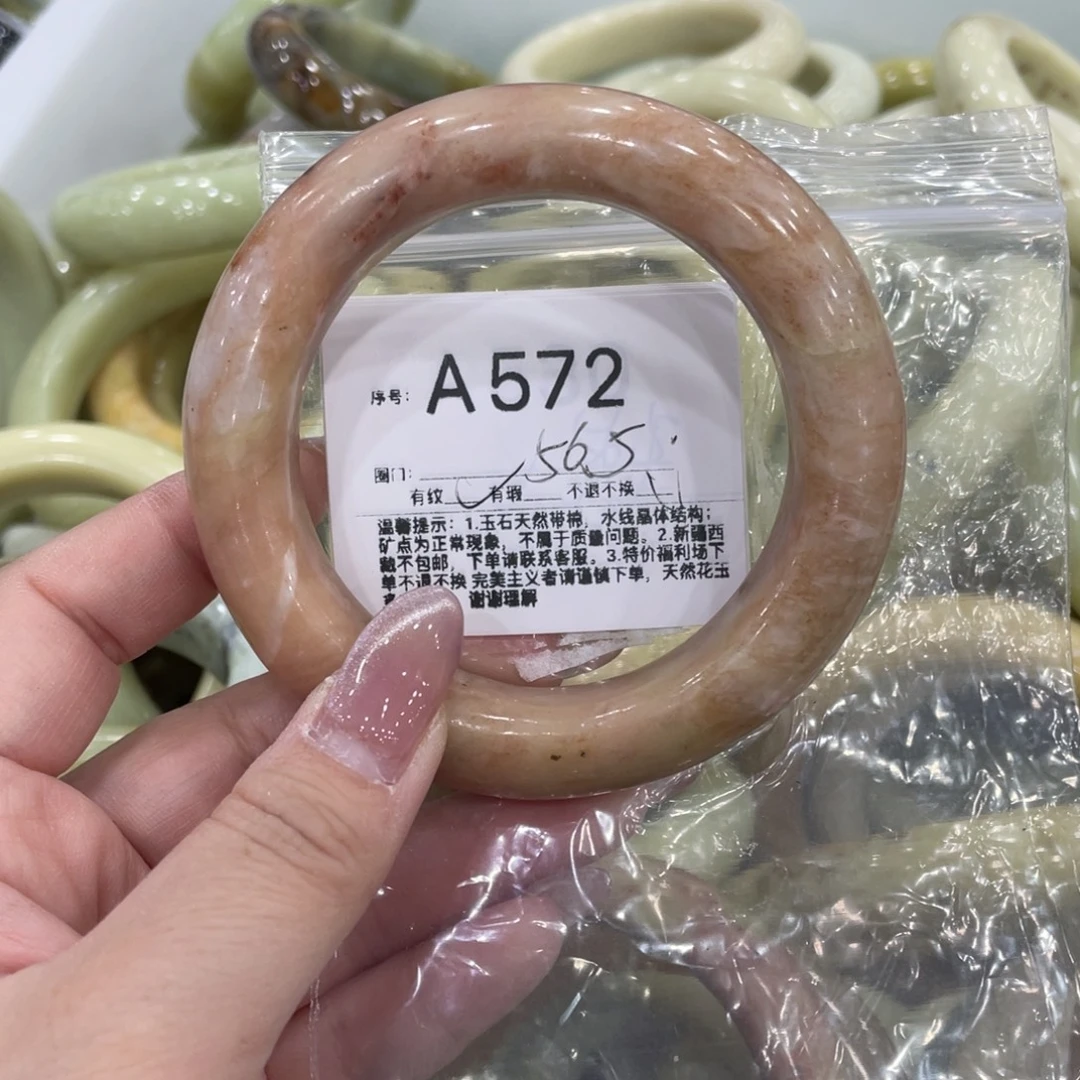 序号: A572
圈门: 56.5
有纹 有瑕 不退不换
温馨提示：1.玉石天然带棉，水线晶体结构；
矿点为正常现象，不属于质量问题。2.新疆西
藏不包邮，下单请联系客服。3.特价福利场下
单不退不换 完美主义者请谨慎下单，天然花玉
谢谢理解